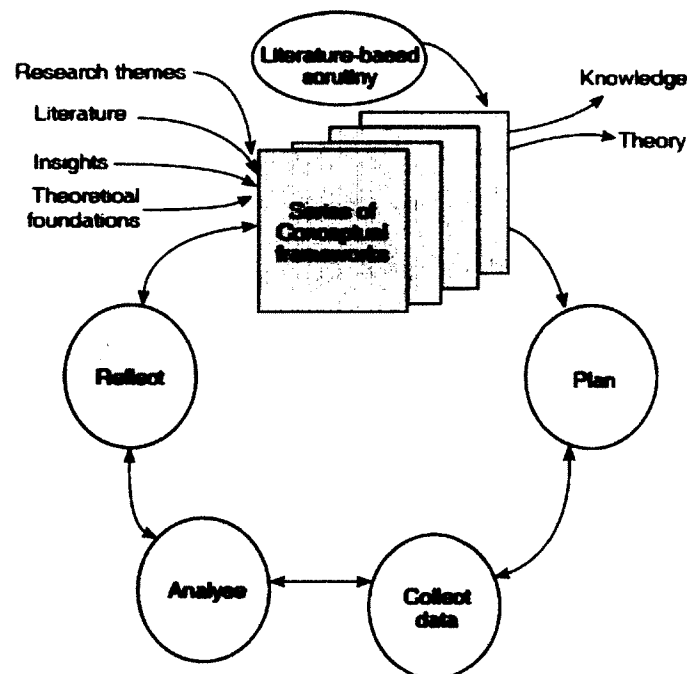 Literature-based
scrutiny
Research themes
Literature
Insights
Theoretical
foundations
Knowledge
Theory
Series of
Conceptual
frameworks
Reflect
Plan
Analyse
Collect
data